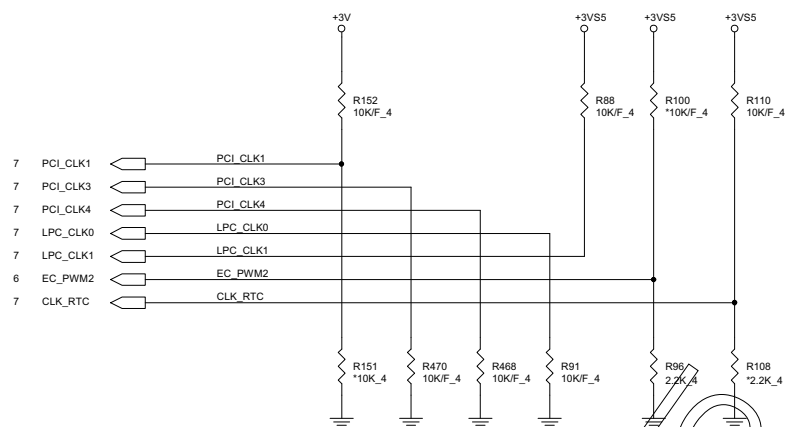 +3V +3VS5 +3VS5 +3VS5
R152 R88 R100 R110
10K/F_4 10K/F_4 *10K/F_4 10K/F_4
7 PCI_CLK1 PCI_CLK1
7 PCI_CLK3 PCI_CLK3
7 PCI_CLK4 PCI_CLK4
7 LPC_CLK0 LPC_CLK0
7 LPC_CLK1 LPC_CLK1
6 EC_PWM2 EC_PWM2
7 CLK_RTC CLK_RTC
R151 R470 R468 R91 R96 R108
*10K_4 10K/F_4 10K/F_4 10K/F_4 2.2K_4 *2.2K_4